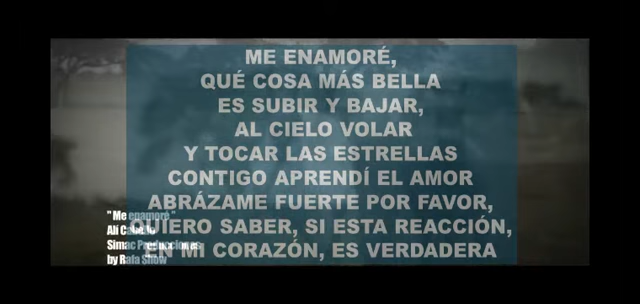 ME ENAMORÉ,
QUÉ COSA MÁS BELLA
ES SUBIR Y BAJAR,
AL CIELO VOLAR
Y TOCAR LAS ESTRELLAS
CONTIGO APRENDÍ EL AMOR
ABRÁZAME FUERTE POR FAVOR,
QUIERO SABER, SI ESTA REACCIÓN,
EN MI CORAZÓN, ES VERDADERA
"Me enamoré"
Alí
Simac Producciones
by Rafa Show